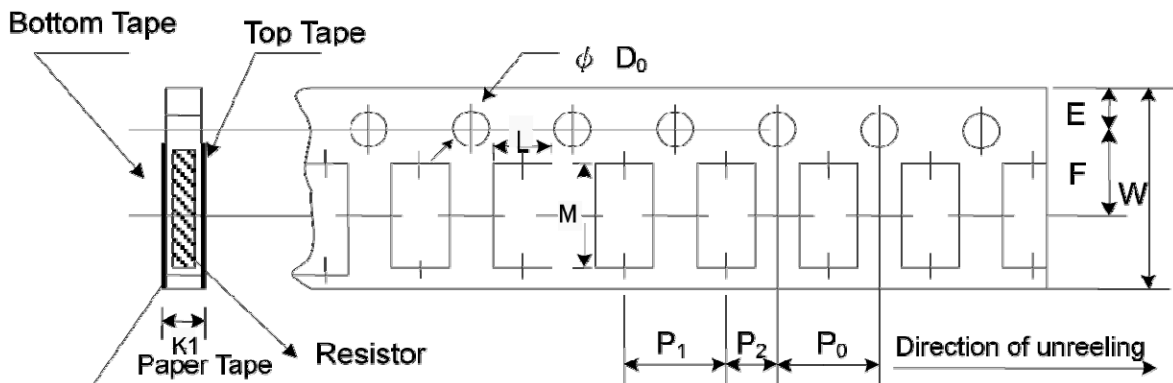 Bottom Tape
Top Tape
ϕ D₀
E
L
F
W
M
K1
Paper Tape
Resistor
P₁
P₂
P₀
Direction of unreeling